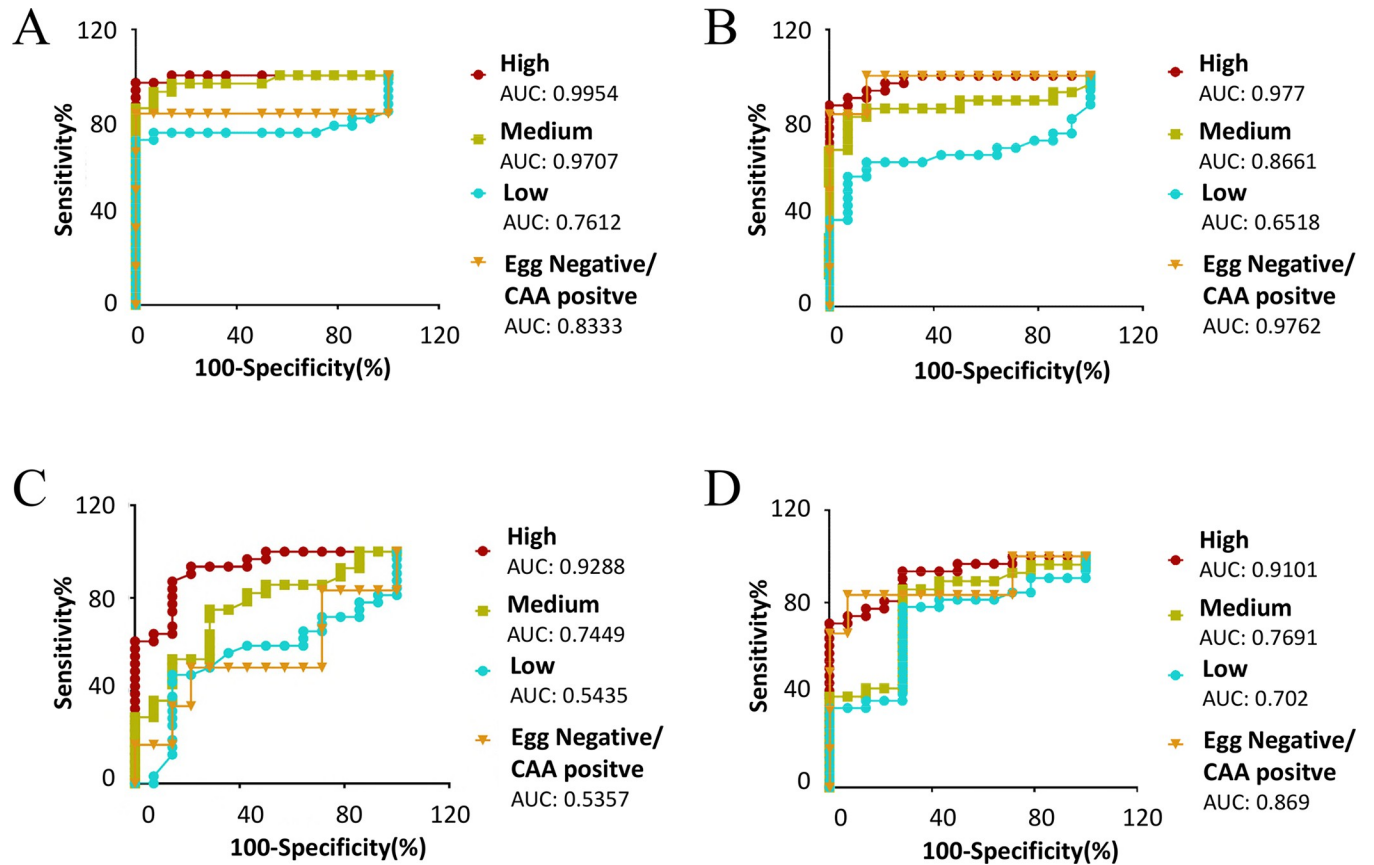 A
120
80
40
0
Sensitivity%
0 40 80 120
100-Specificity(%)
High
AUC: 0.9954
Medium
AUC: 0.9707
Low
AUC: 0.7612
Egg Negative/
CAA positve
AUC: 0.8333
B
120
80
40
0
Sensitivity%
0 40 80 120
100-Specificity(%)
High
AUC: 0.977
Medium
AUC: 0.8661
Low
AUC: 0.6518
Egg Negative/
CAA positve
AUC: 0.9762
C
120
80
40
0
Sensitivity%
0 40 80 120
100-Specificity(%)
High
AUC: 0.9288
Medium
AUC: 0.7449
Low
AUC: 0.5435
Egg Negative/
CAA positve
AUC: 0.5357
D
120
80
40
0
Sensitivity%
0 40 80 120
100-Specificity(%)
High
AUC: 0.9101
Medium
AUC: 0.7691
Low
AUC: 0.702
Egg Negative/
CAA positve
AUC: 0.869